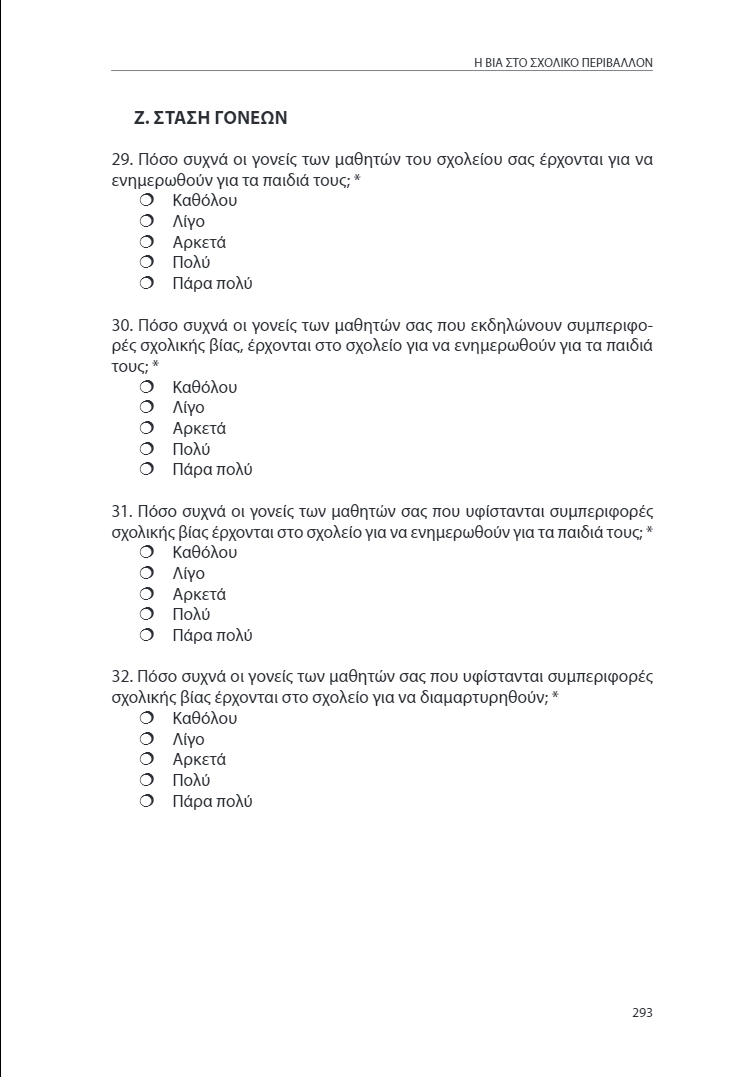 Η ΒΙΑ ΣΤΟ ΣΧΟΛΙΚΟ ΠΕΡΙΒΑΛΛΟΝ
Ζ. ΣΤΑΣΗ ΓΟΝΕΩΝ
29. Πόσο συχνά οι γονείς των μαθητών του σχολείου σας έρχονται για να
ενημερωθούν για τα παιδιά τους; *
Καθόλου
Λίγο
Αρκετά
Πολύ
Πάρα πολύ
30. Πόσο συχνά οι γονείς των μαθητών σας που εκδηλώνουν συμπεριφο-
ρές σχολικής βίας, έρχονται στο σχολείο για να ενημερωθούν για τα παιδιά
τους; *
Καθόλου
Λίγο
Αρκετά
Πολύ
Πάρα πολύ
31. Πόσο συχνά οι γονείς των μαθητών σας που υφίστανται συμπεριφορές
σχολικής βίας έρχονται στο σχολείο για να ενημερωθούν για τα παιδιά τους; *
Καθόλου
Λίγο
Αρκετά
Πολύ
Πάρα πολύ
32. Πόσο συχνά οι γονείς των μαθητών σας που υφίστανται συμπεριφορές
σχολικής βίας έρχονται στο σχολείο για να διαμαρτυρηθούν; *
Καθόλου
Λίγο
Αρκετά
Πολύ
Πάρα πολύ
293